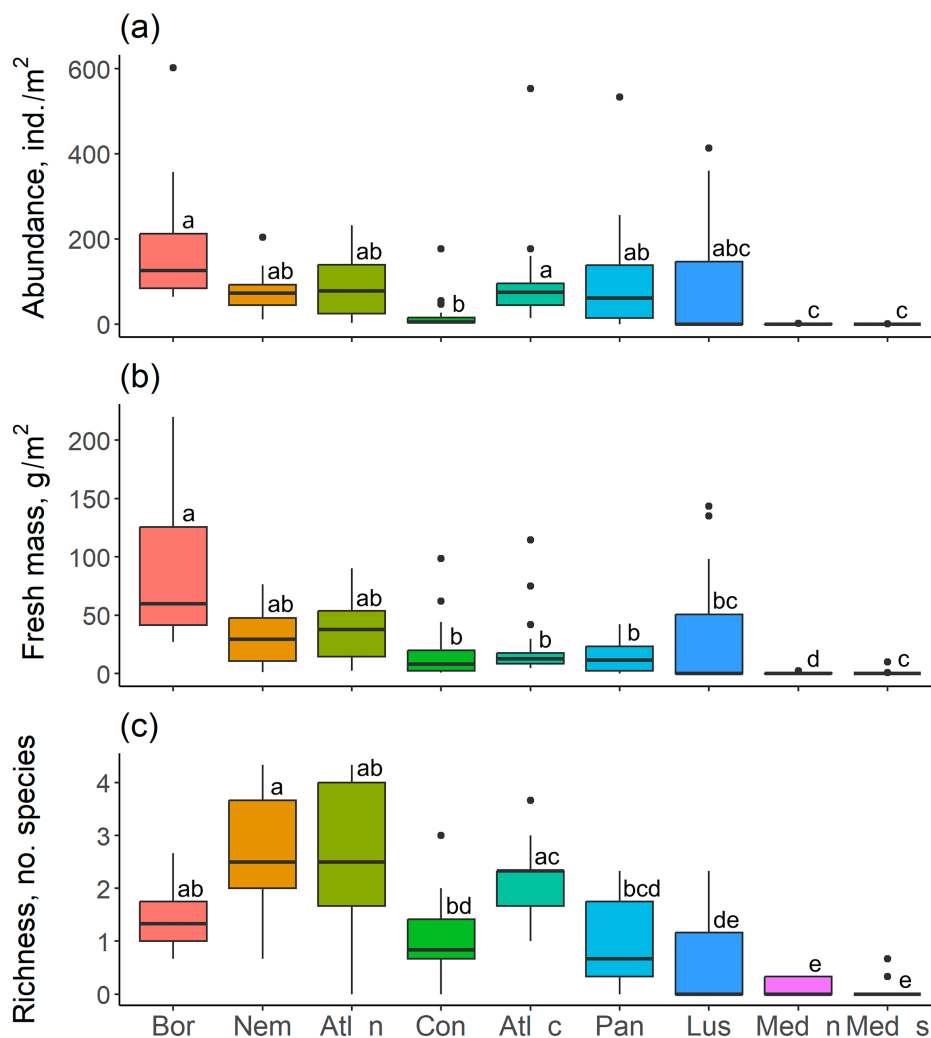 (a)
Abundance, ind./m²
600
400
200
0
a
ab
ab
b
a
ab
abc
c
c
(b)
Fresh mass, g/m²
200
150
100
50
0
a
ab
ab
b
b
b
bc
d
c
(c)
Richness, no. species
4
3
2
1
0
ab
a
ab
bd
ac
bcd
de
e
e
Bor Nem Atl n Con Atl c Pan Lus Med n Med s